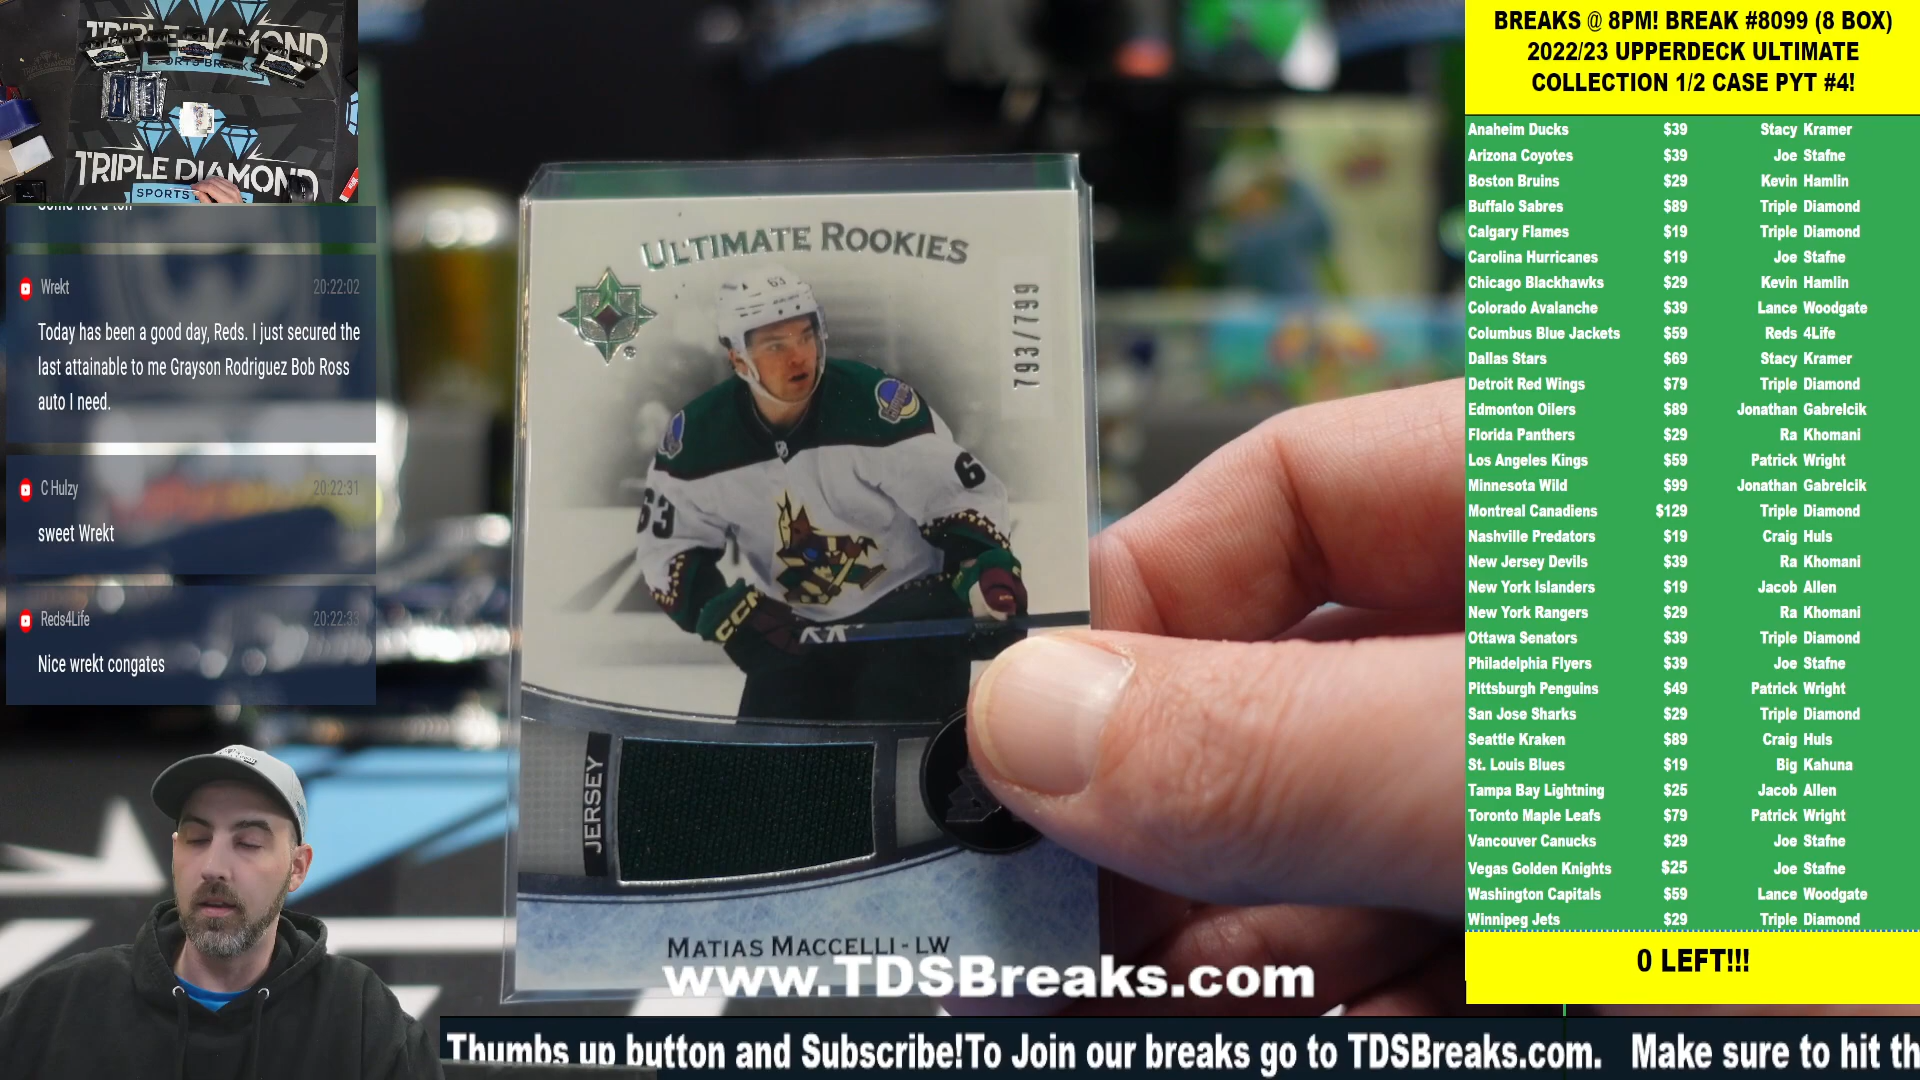 TRIPLE DIAMOND
SPORTS BREAKS
TRIPLE DIAMOND
SPORTS
Wrekt 20:22:02
Today has been a good day, Reds. I just secured the
last attainable to me Grayson Rodriguez Bob Ross
auto I need.
C Hulzy 20:22:31
sweet Wrekt
Reds4Life 20:22:33
Nice wrekt congates
ULTIMATE ROOKIES
793/799
63
63
6
CCM
JERSEY
MATIAS MACCELLI - LW
www.TDSBreaks.com
BREAKS @ 8PM! BREAK #8099 (8 BOX)
2022/23 UPPERDECK ULTIMATE
COLLECTION 1/2 CASE PYT #4!
Anaheim Ducks $39 Stacy Kramer
Arizona Coyotes $39 Joe Stafne
Boston Bruins $29 Kevin Hamlin
Buffalo Sabres $89 Triple Diamond
Calgary Flames $19 Triple Diamond
Carolina Hurricanes $19 Joe Stafne
Chicago Blackhawks $29 Kevin Hamlin
Colorado Avalanche $39 Lance Woodgate
Columbus Blue Jackets $59 Reds 4Life
Dallas Stars $69 Stacy Kramer
Detroit Red Wings $79 Triple Diamond
Edmonton Oilers $89 Jonathan Gabrelcik
Florida Panthers $29 Ra Khomani
Los Angeles Kings $59 Patrick Wright
Minnesota Wild $99 Jonathan Gabrelcik
Montreal Canadiens $129 Triple Diamond
Nashville Predators $19 Craig Huls
New Jersey Devils $39 Ra Khomani
New York Islanders $19 Jacob Allen
New York Rangers $29 Ra Khomani
Ottawa Senators $39 Triple Diamond
Philadelphia Flyers $39 Joe Stafne
Pittsburgh Penguins $49 Patrick Wright
San Jose Sharks $29 Triple Diamond
Seattle Kraken $89 Craig Huls
St. Louis Blues $19 Big Kahuna
Tampa Bay Lightning $25 Jacob Allen
Toronto Maple Leafs $79 Patrick Wright
Vancouver Canucks $29 Joe Stafne
Vegas Golden Knights $25 Joe Stafne
Washington Capitals $59 Lance Woodgate
Winnipeg Jets $29 Triple Diamond
0 LEFT!!!
Thumbs up button and Subscribe!To Join our breaks go to TDSBreaks.com. Make sure to hit th